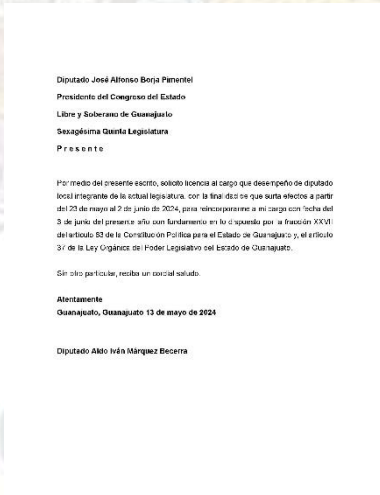 Diputado José Alfonso Borja Pimentel
Presidente del Congreso del Estado
Libre y Soberano de Guanajuato
Sexagésima Quinta Legislatura
P r e s e n t e
Por medio del presente escrito, solicito licencia al cargo que desempeño de diputado
local integrante de la actual legislatura, con la finalidad se que surta efectos a partir
del 23 de mayo al 2 de junio de 2024, para reincorporarme a mi cargo con fecha del
3 de junio del presente año con fundamento en lo dispuesto por la fracción XXVII
del artículo 63 de la Constitución Política para el Estado de Guanajuato y, el artículo
37 de la Ley Orgánica del Poder Legislativo del Estado de Guanajuato.
Sin otro particular, reciba un cordial saludo.
Atentamente
Guanajuato, Guanajuato 13 de mayo de 2024
Diputado Aldo Iván Márquez Becerra